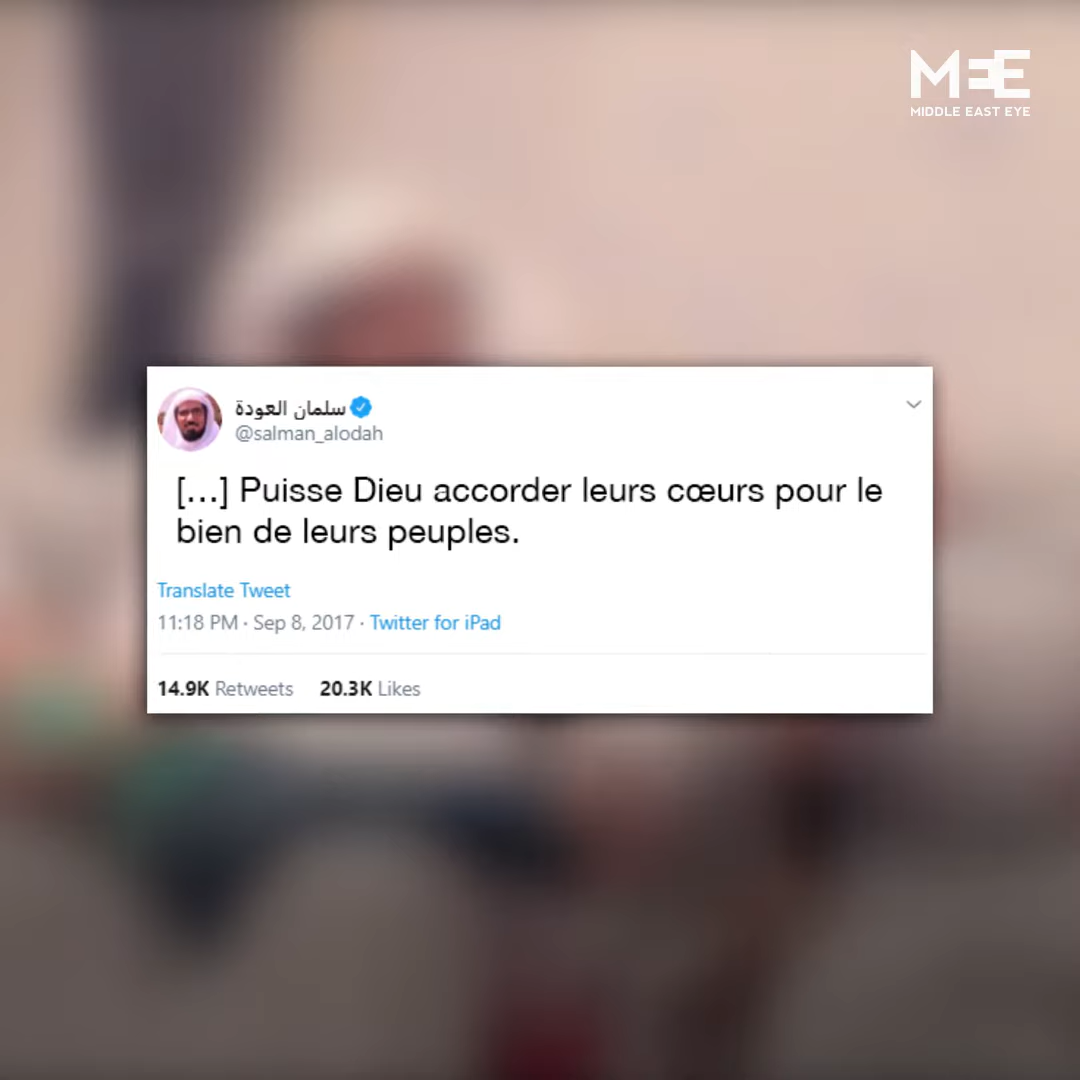 MEE
MIDDLE EAST EYE
سلمان العودة
@salman_alodah
[...] Puisse Dieu accorder leurs cœurs pour le
bien de leurs peuples.
Translate Tweet
11:18 PM · Sep 8, 2017 · Twitter for iPad
14.9K Retweets 20.3K Likes